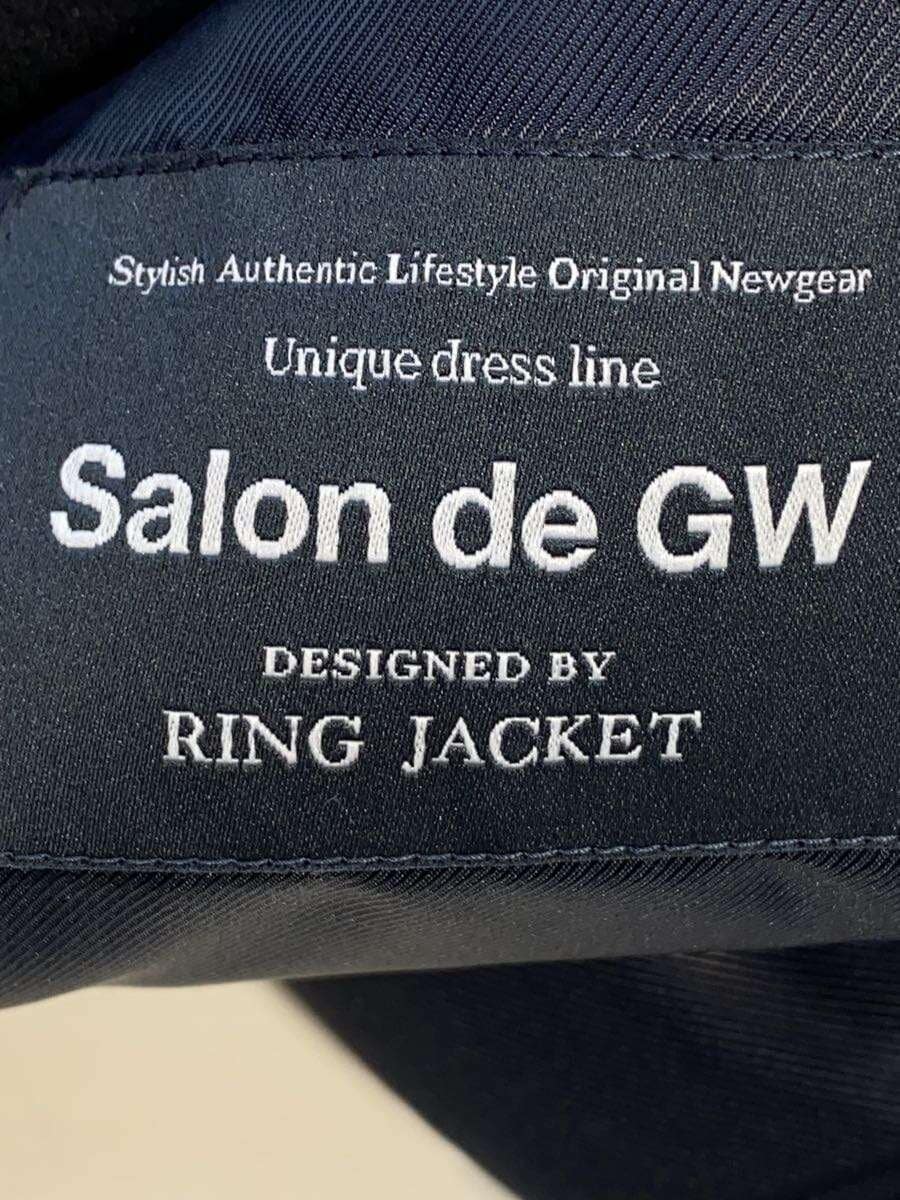 Stylish Authentic Lifestyle Original Newgear
Unique dress line
Salon de GW
DESIGNED BY
RING JACKET